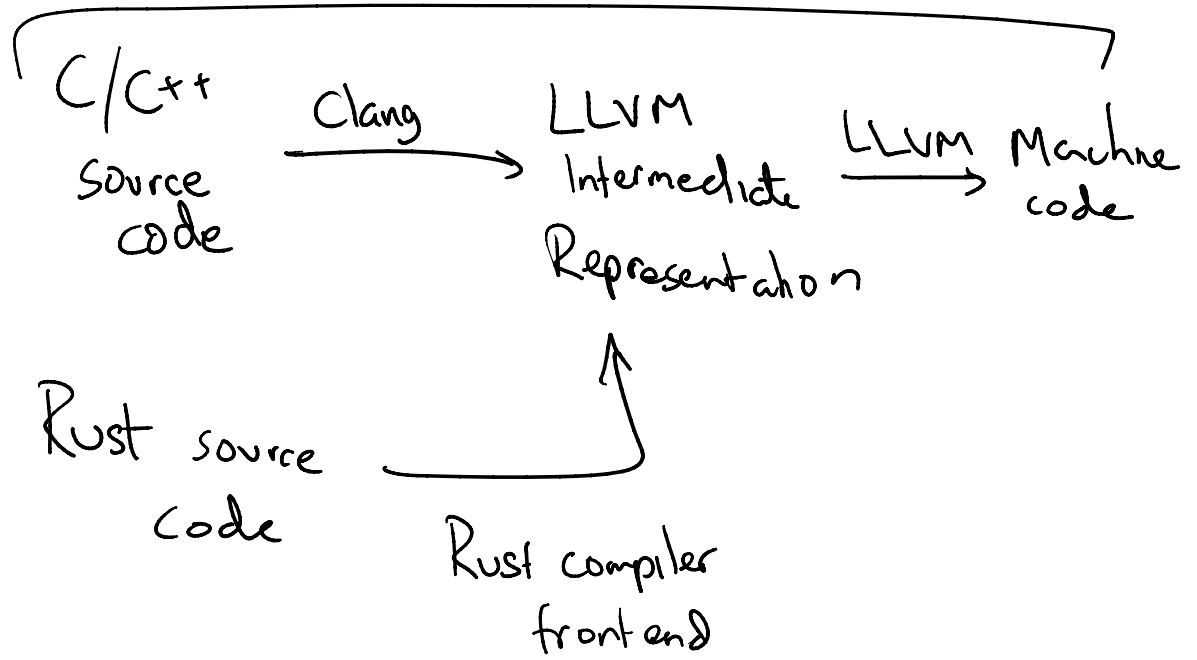 C/C++
source
code
Clang
LLVM
Intermediate
Representation
LLVM
Machine
code
Rust source
code
Rust compiler
frontend